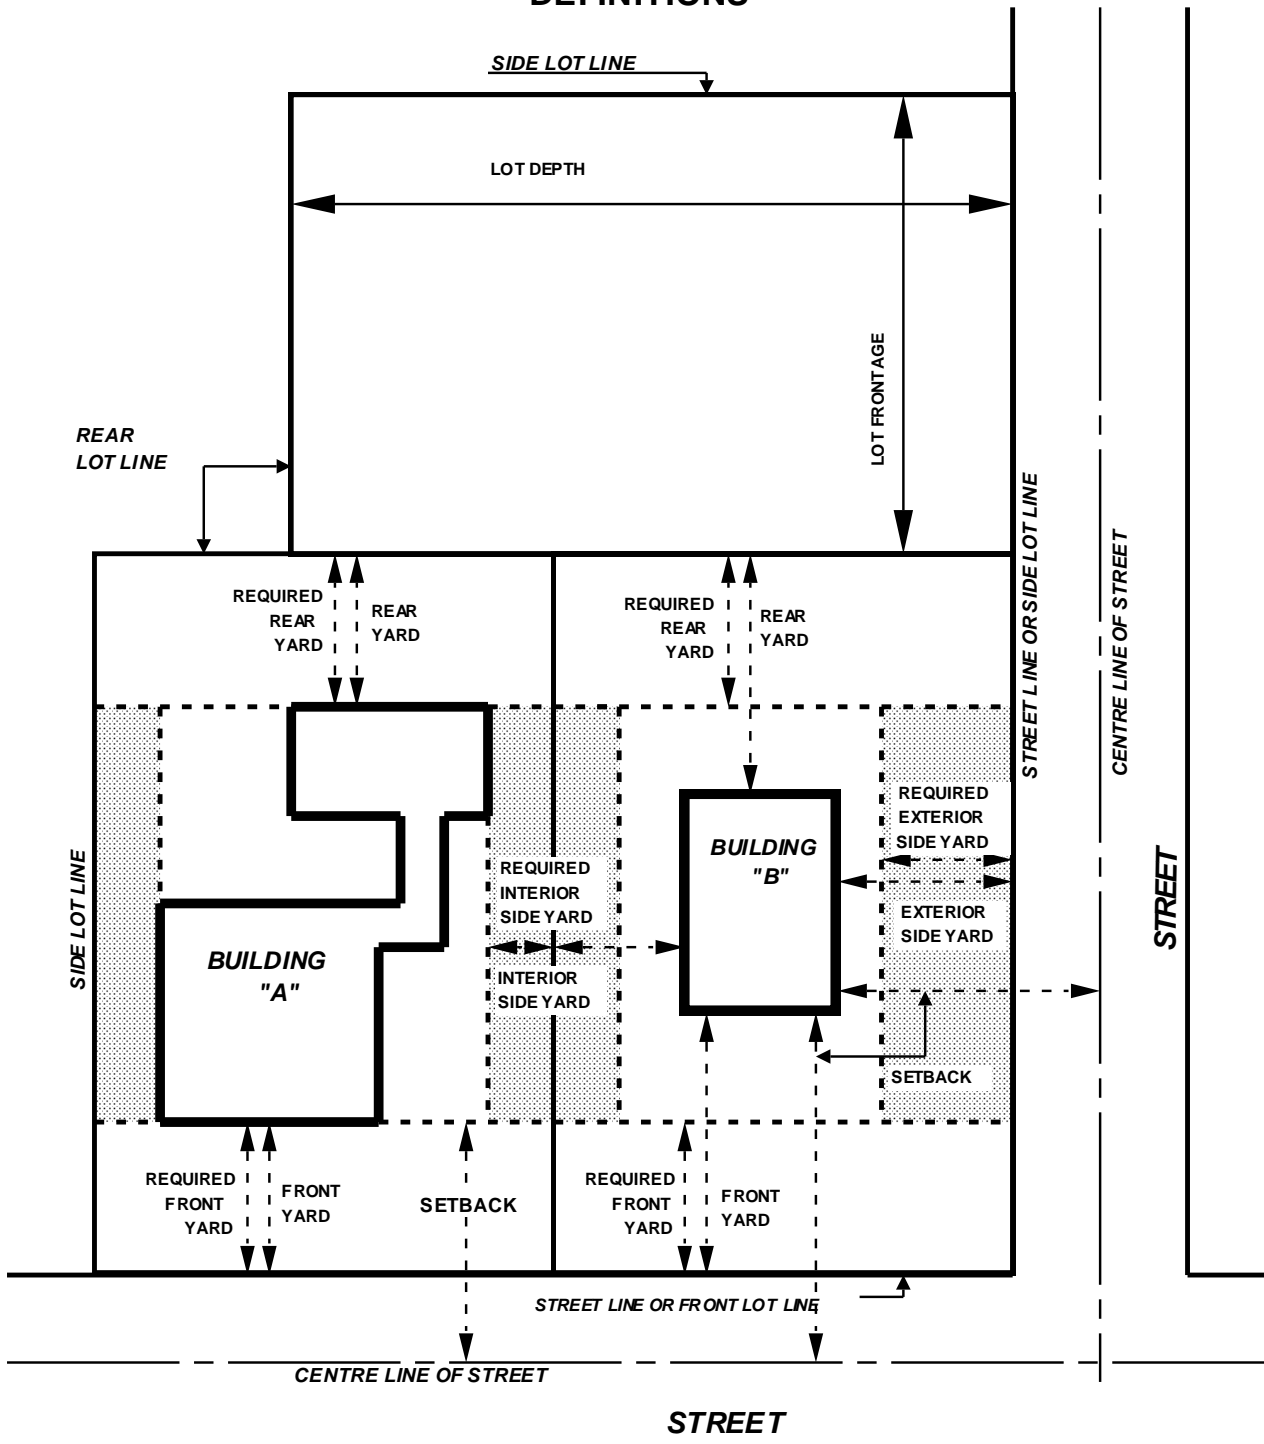 DEFINITIONS
SIDE LOT LINE
LOT DEPTH
LOT FRONTAGE
REAR
LOT LINE
STREET LINE OR SIDE LOT LINE
CENTRE LINE OF STREET
REQUIRED
REAR
YARD
REAR
YARD
REQUIRED
REAR
YARD
REAR
YARD
SIDE LOT LINE
BUILDING
"A"
REQUIRED
INTERIOR
SIDE YARD
INTERIOR
SIDE YARD
BUILDING
"B"
REQUIRED
EXTERIOR
SIDE YARD
EXTERIOR
SIDE YARD
SETBACK
STREET
REQUIRED
FRONT
YARD
FRONT
YARD
SETBACK
REQUIRED
FRONT
YARD
FRONT
YARD
STREET LINE OR FRONT LOT LINE
CENTRE LINE OF STREET
STREET